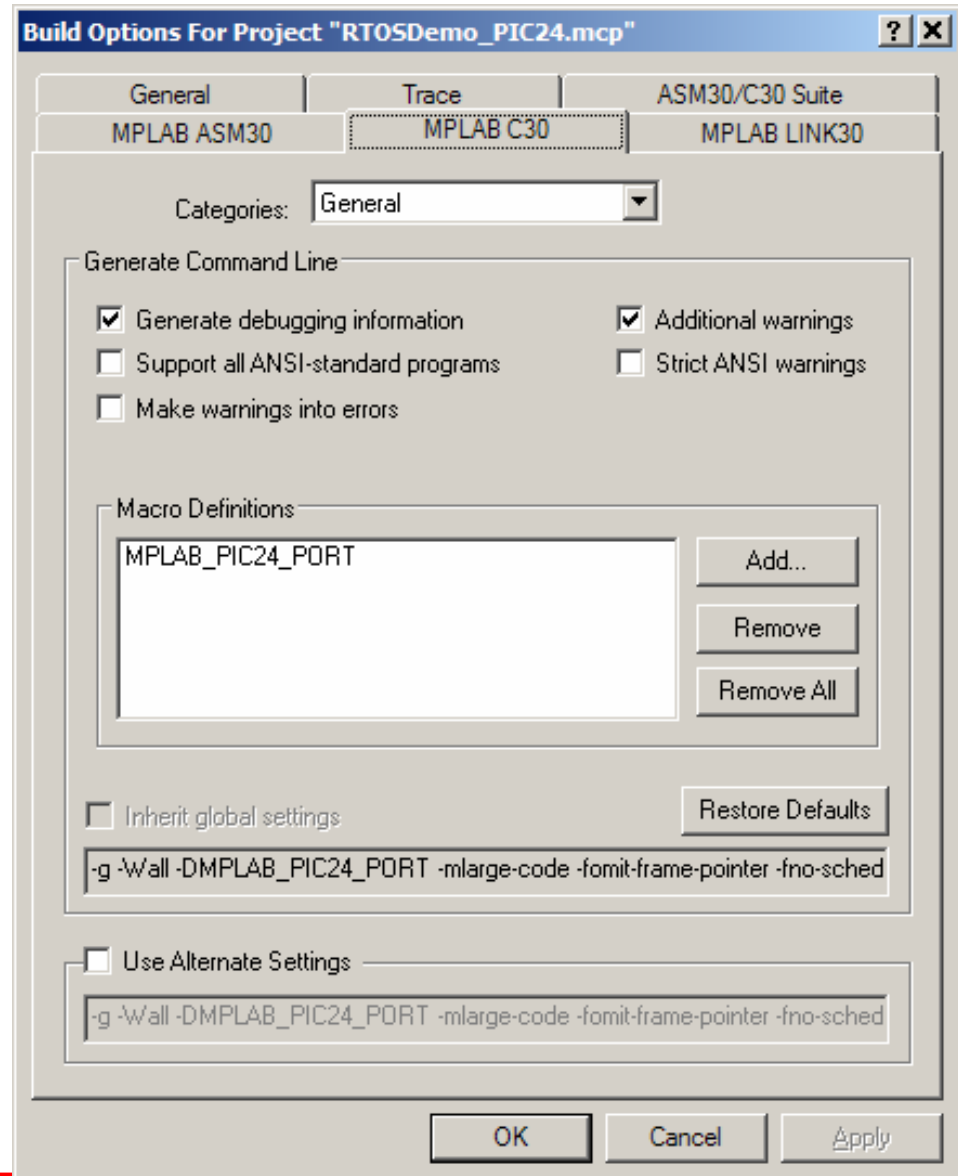 Build Options For Project "RTOSDemo_PIC24.mcp"
General Trace ASM30/C30 Suite
MPLAB ASM30 MPLAB C30 MPLAB LINK30
Categories: General
Generate Command Line
Generate debugging information Additional warnings
Support all ANSI-standard programs Strict ANSI warnings
Make warnings into errors
Macro Definitions
MPLAB_PIC24_PORT
Add...
Remove
Remove All
Inherit global settings Restore Defaults
-g -Wall -DMPLAB_PIC24_PORT -mlarge-code -fomit-frame-pointer -fno-sched
Use Alternate Settings
-g -Wall -DMPLAB_PIC24_PORT -mlarge-code -fomit-frame-pointer -fno-sched
OK Cancel Apply